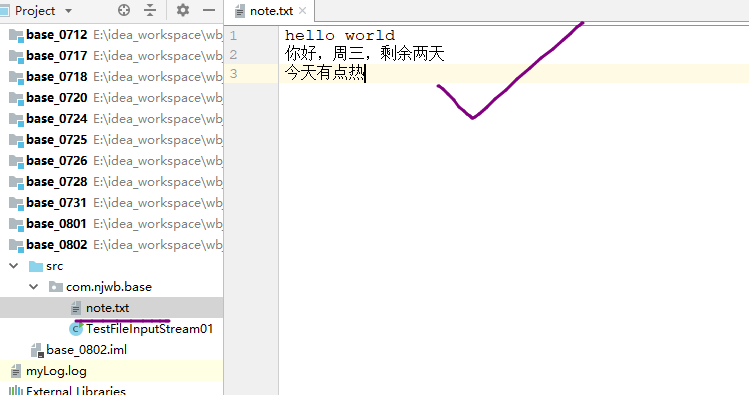 Project
note.txt
base_0712 E:\idea_workspace\wb
base_0717 E:\idea_workspace\wb
base_0718 E:\idea_workspace\wb
base_0720 E:\idea_workspace\wb
base_0724 E:\idea_workspace\wb
base_0725 E:\idea_workspace\wb
base_0726 E:\idea_workspace\wb
base_0728 E:\idea_workspace\wb
base_0731 E:\idea_workspace\wb
base_0801 E:\idea_workspace\wb
base_0802 E:\idea_workspace\wb
src
com.njwb.base
note.txt
TestFileInputStream01
base_0802.iml
myLog.log
External Libraries
1 hello world
2 你好，周三，剩余两天
3 今天有点热